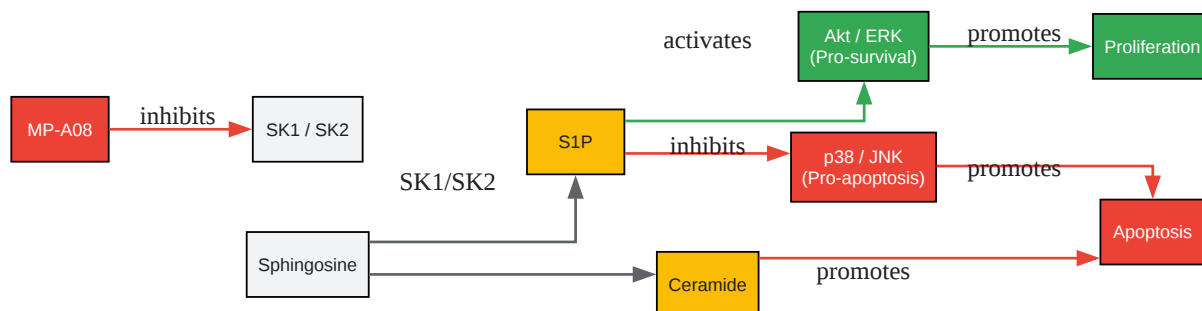 activates
Akt / ERK
(Pro-survival)
promotes
Proliferation
MP-A08
inhibits
SK1 / SK2
S1P
inhibits
p38 / JNK
(Pro-apoptosis)
promotes
SK1/SK2
Apoptosis
Sphingosine
Ceramide
promotes